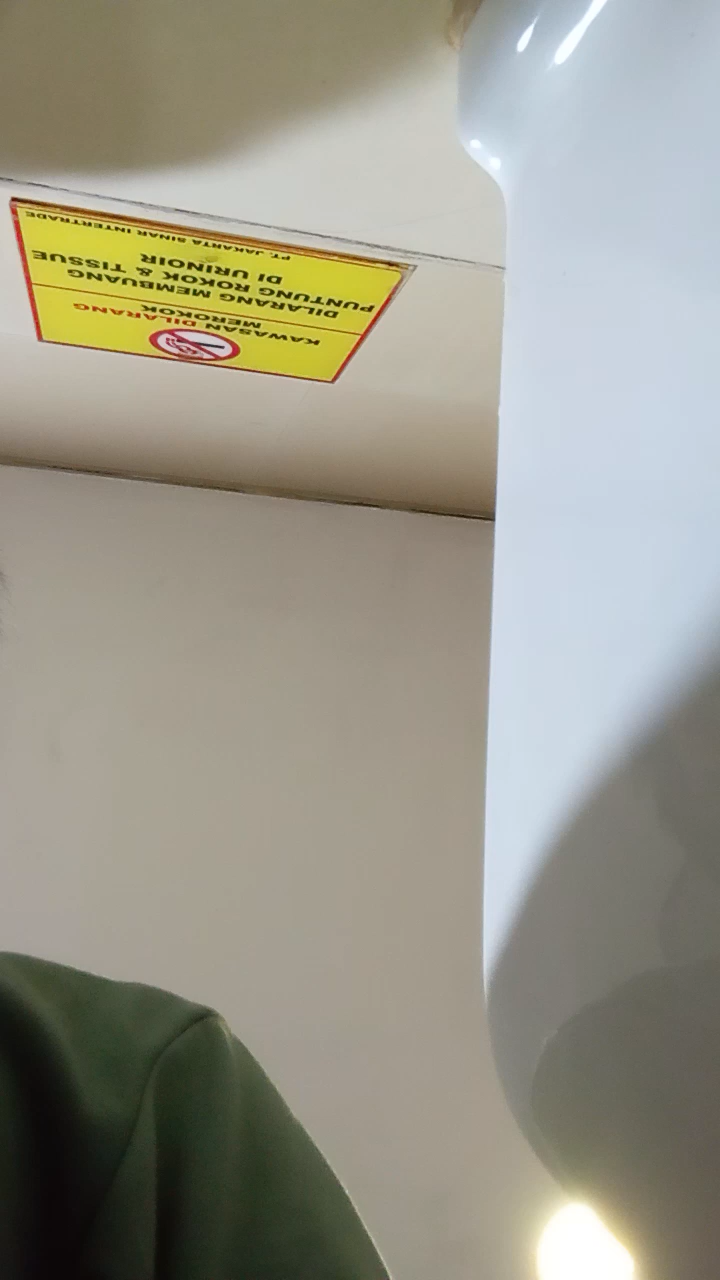 KAWASAN DILARANG
MEROKOK
DILARANG MEMBUANG
PUNTUNG ROKOK & TISSUE
DI URINOIR
PT. JAKARTA SINAR INTERTRADE